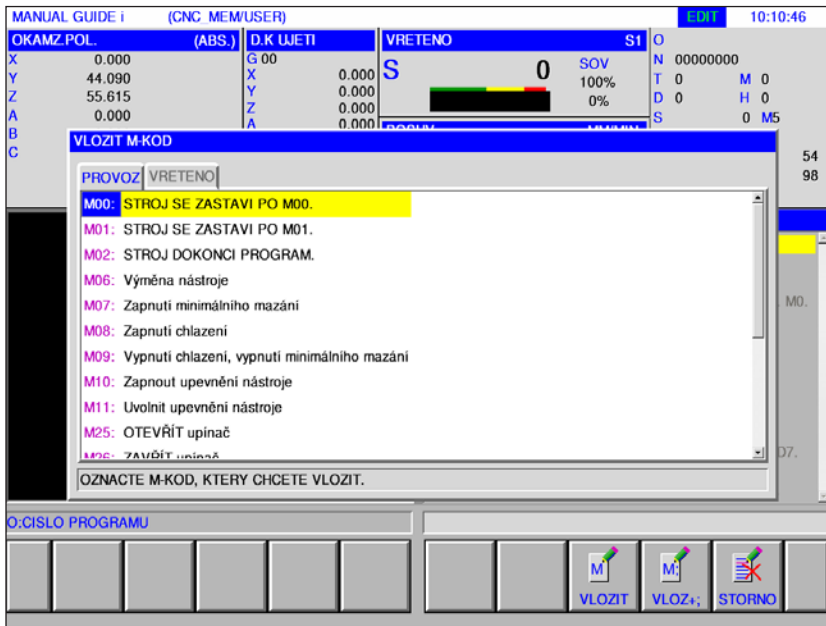 MANUAL GUIDE i (CNC_MEM/USER) EDIT 10:10:46
OKAMZ.POL. (ABS.) D.K UJETI VRETENO S1 O
X 0.000 G 00 S 0 SOV N 00000000
Y 44.090 X 0.000 100% T 0 M 0
Z 55.615 Y 0.000 0% D 0 H 0
A 0.000 Z 0.000 S 0 M5
B A 0.000
C 54
98
VLOZIT M-KOD
PROVOZ VRETENO
M00: STROJ SE ZASTAVI PO M00.
M01: STROJ SE ZASTAVI PO M01.
M02: STROJ DOKONCI PROGRAM.
M06: Výměna nástroje
M07: Zapnutí minimálního mazání
M0.
M08: Zapnutí chlazení
M09: Vypnutí chlazení, vypnutí minimálního mazání
M10: Zapnout upevnění nástroje
M11: Uvolnit upevnění nástroje
M25: OTEVŘÍT upínač
M26: ZAVŘÍT upínač
D7.
OZNACTE M-KOD, KTERY CHCETE VLOZIT.
O:CISLO PROGRAMU
M M;
VLOZIT VLOZ+; STORNO